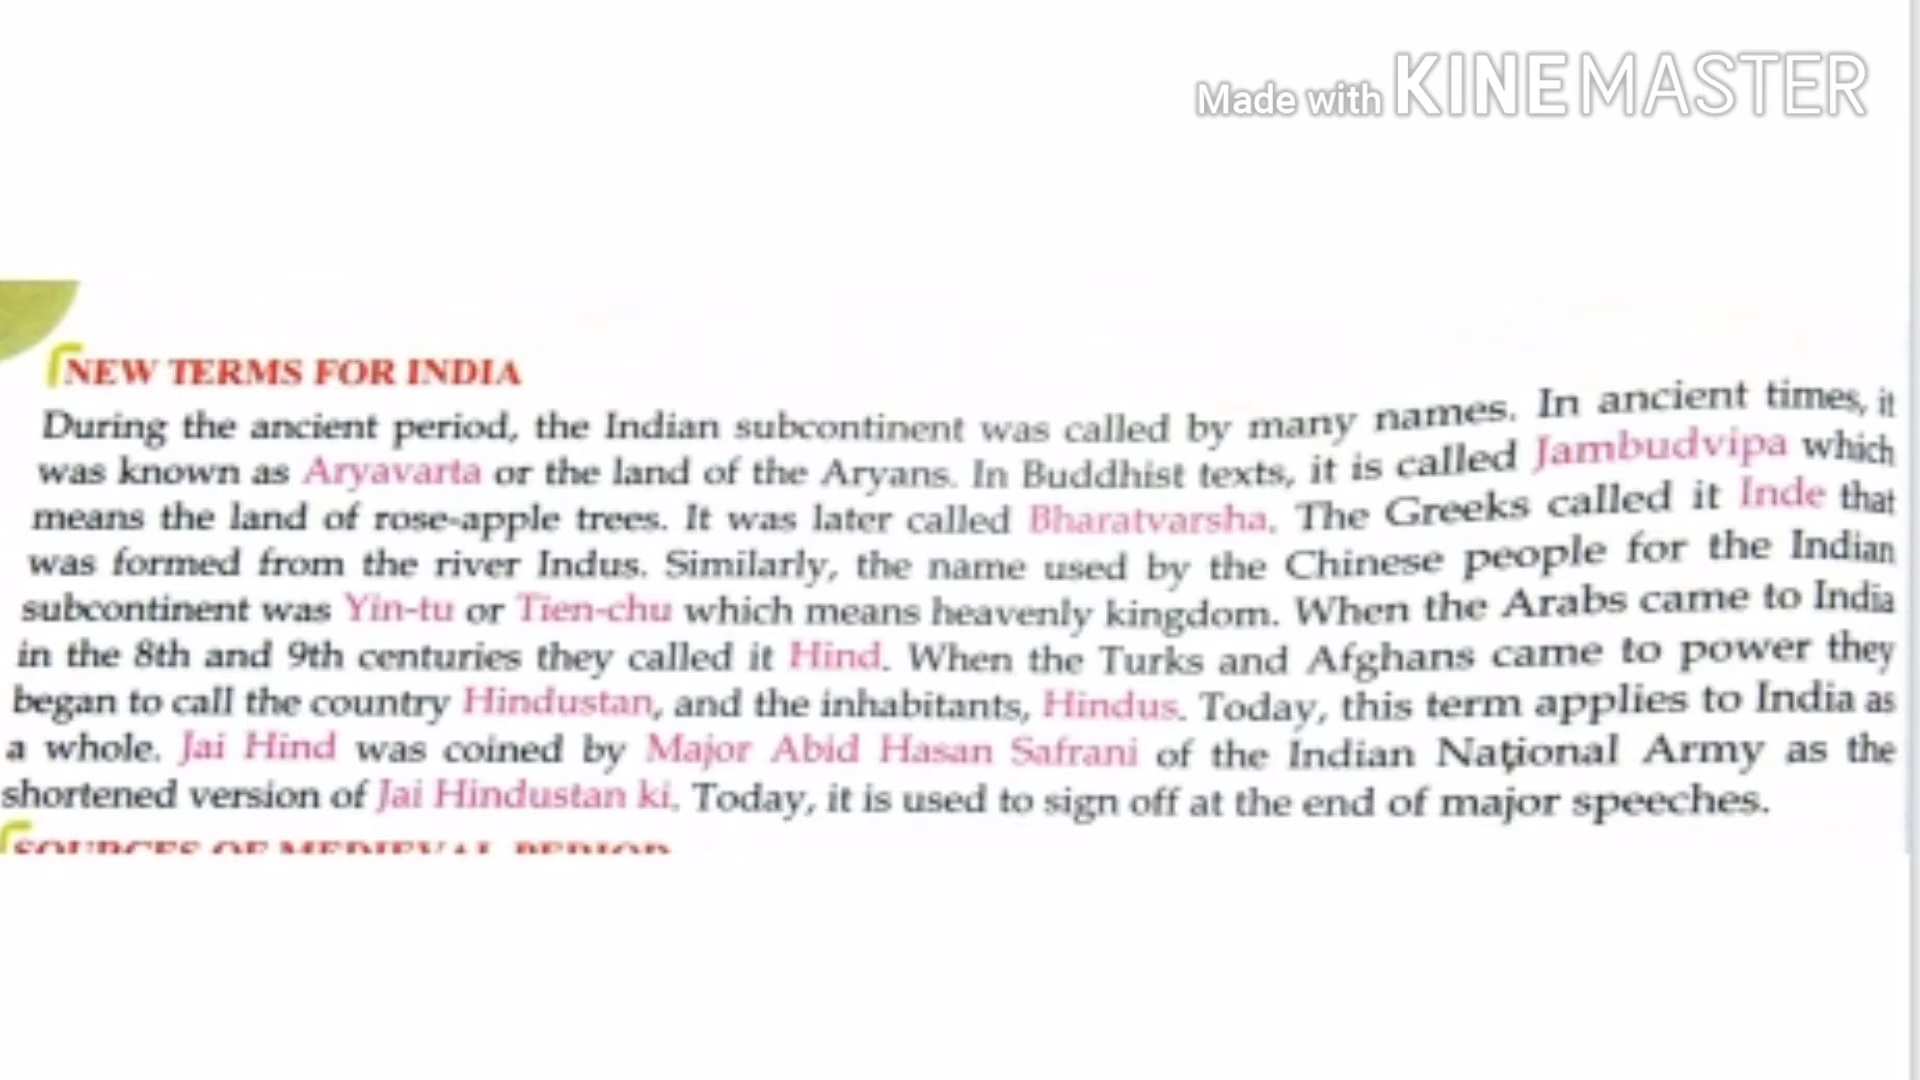 Made with KINEMASTER
NEW TERMS FOR INDIA
During the ancient period, the Indian subcontinent was called by many names. In ancient times, it
was known as Aryavarta or the land of the Aryans. In Buddhist texts, it is called Jambudvipa which
means the land of rose-apple trees. It was later called Bharatvarsha. The Greeks called it Inde that
was formed from the river Indus. Similarly, the name used by the Chinese people for the Indian
subcontinent was Yin-tu or Tien-chu which means heavenly kingdom. When the Arabs came to India
in the 8th and 9th centuries they called it Hind. When the Turks and Afghans came to power they
began to call the country Hindustan, and the inhabitants, Hindus. Today, this term applies to India as
a whole. Jai Hind was coined by Major Abid Hasan Safrani of the Indian National Army as the
shortened version of Jai Hindustan ki. Today, it is used to sign off at the end of major speeches.
SOURCES OF MEDIEVAL PERIOD